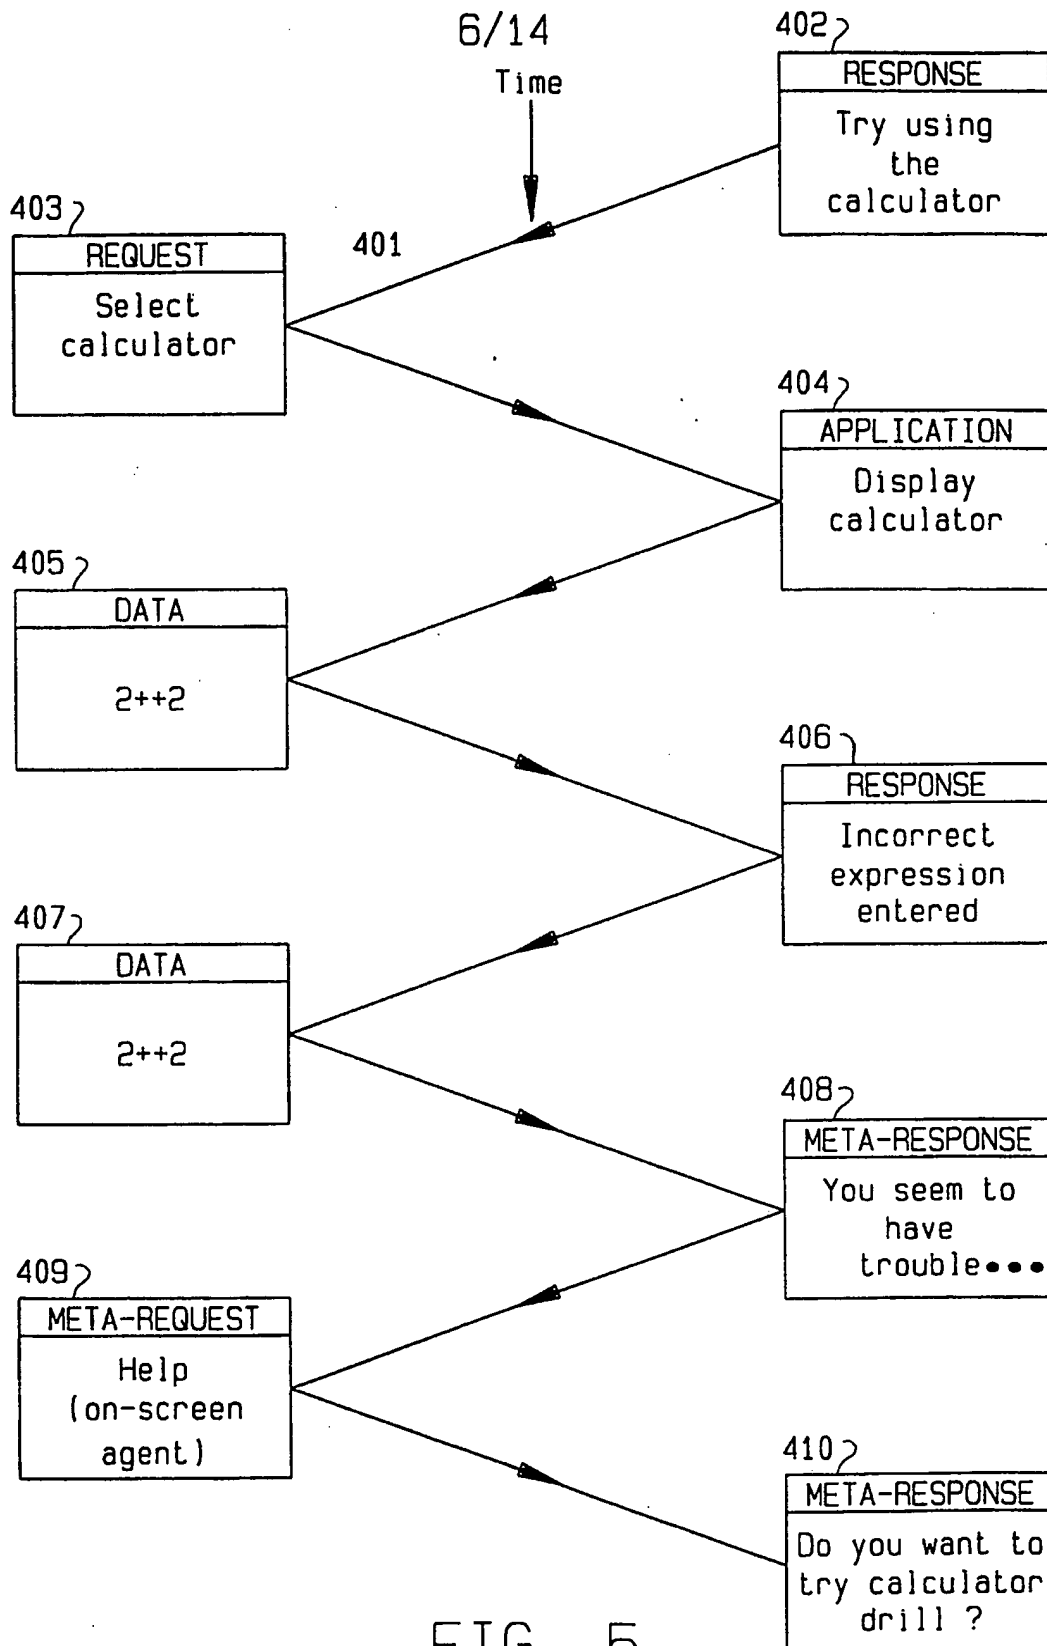 6/14
Time
402
RESPONSE
Try using
the
calculator
403
REQUEST
Select
calculator
401
404
APPLICATION
Display
calculator
405
DATA
2++2
406
RESPONSE
Incorrect
expression
entered
407
DATA
2++2
408
META-RESPONSE
You seem to
have
trouble•••
409
META-REQUEST
Help
(on-screen
agent)
410
META-RESPONSE
Do you want to
try calculator
drill ?
FIG. 5